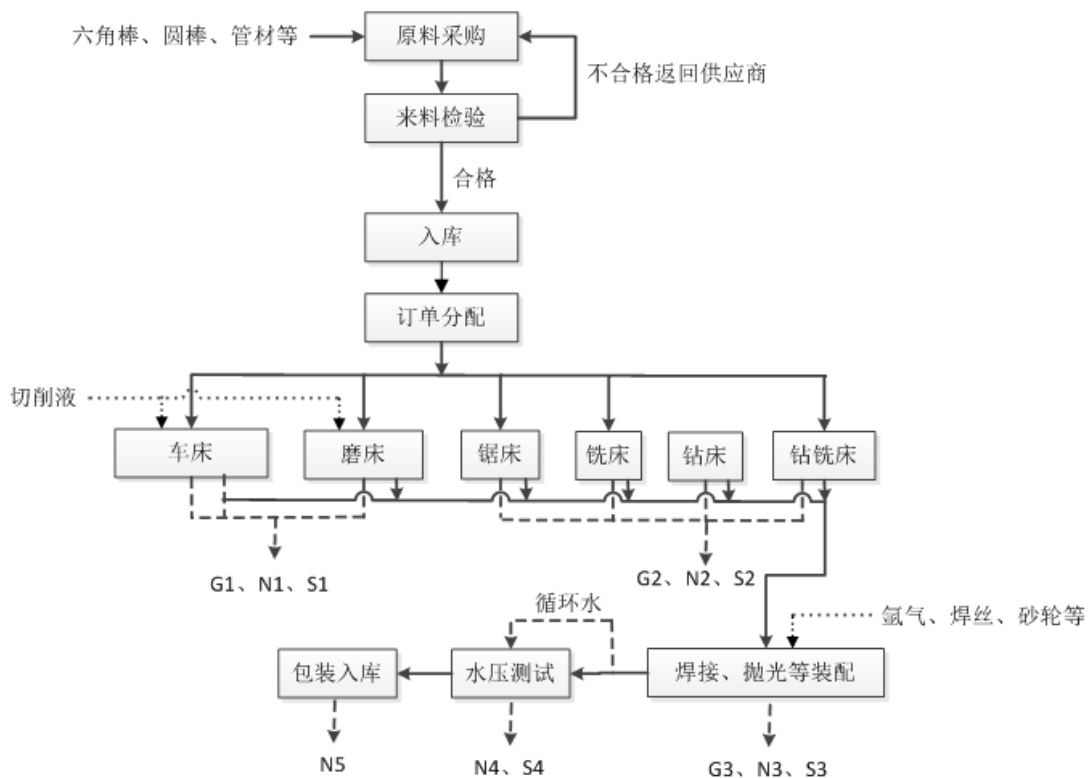 六角棒、圆棒、管材等
原料采购
不合格返回供应商
来料检验
合格
入库
订单分配
切削液
车床
磨床
锯床
铣床
钻床
钻铣床
G1、N1、S1
G2、N2、S2
循环水
氩气、焊丝、砂轮等
包装入库
水压测试
焊接、抛光等装配
N5
N4、S4
G3、N3、S3